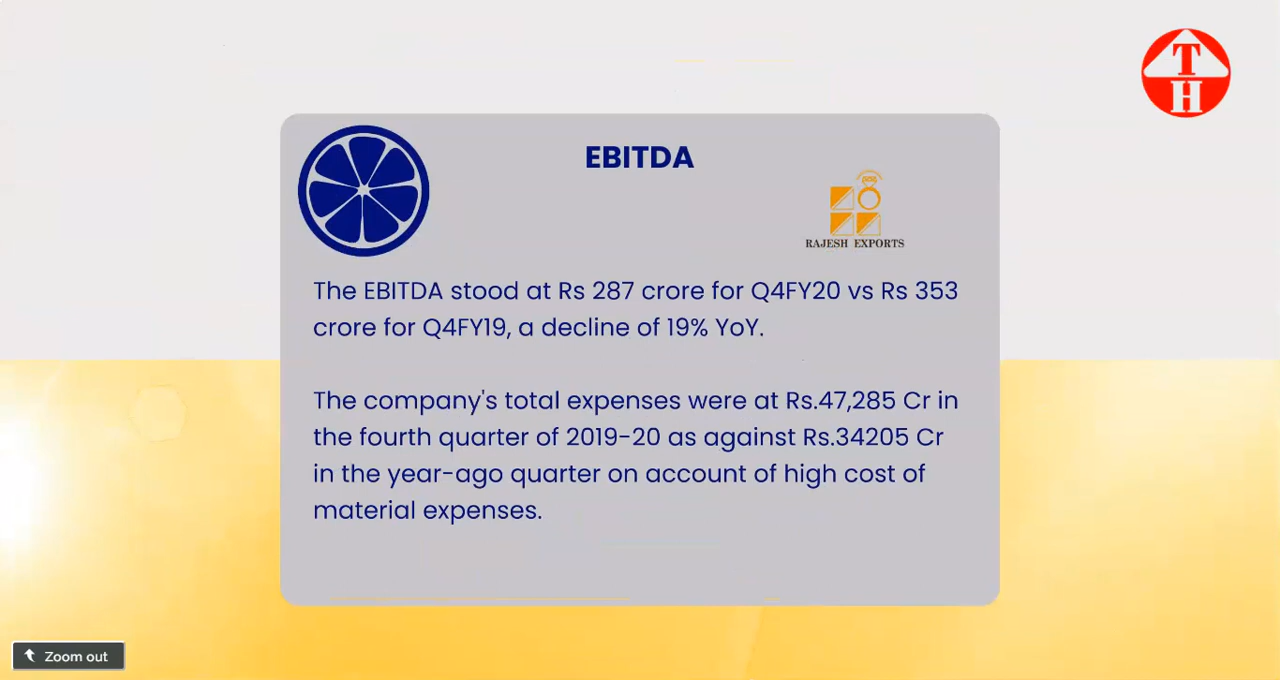 T
H
EBITDA
RAJESH EXPORTS
The EBITDA stood at Rs 287 crore for Q4FY20 vs Rs 353
crore for Q4FY19, a decline of 19% YoY.
The company's total expenses were at Rs.47,285 Cr in
the fourth quarter of 2019-20 as against Rs.34205 Cr
in the year-ago quarter on account of high cost of
material expenses.
Zoom out